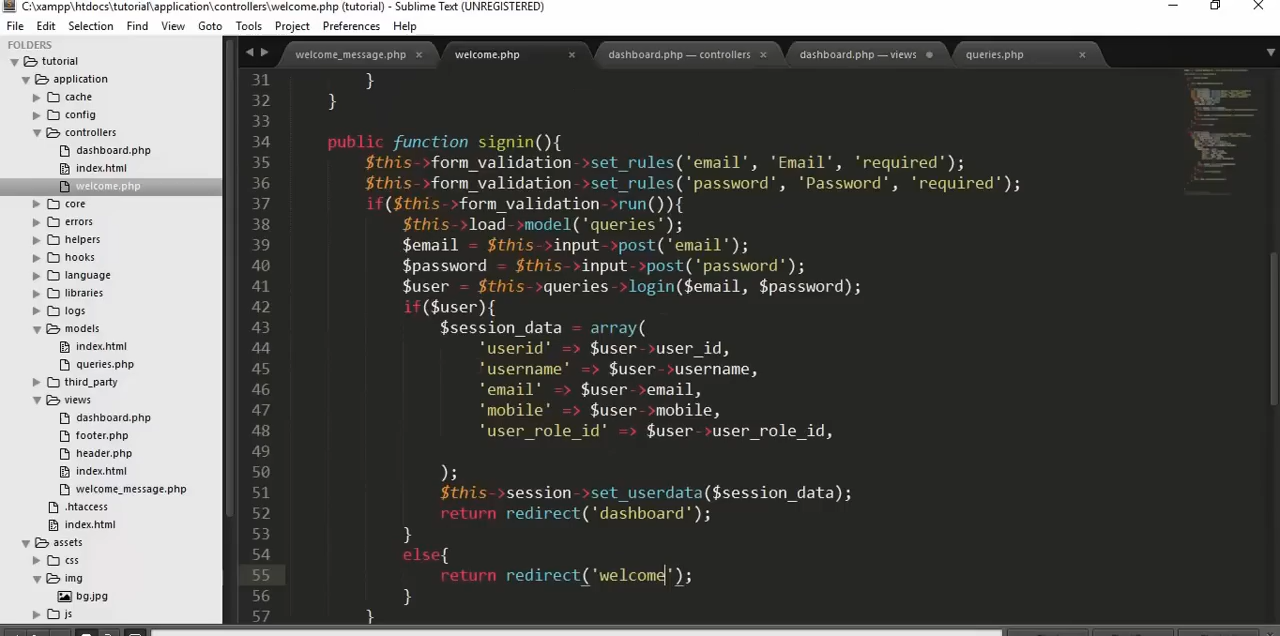 C:\xampp\htdocs\tutorial\application\controllers\welcome.php (tutorial) - Sublime Text (UNREGISTERED)
File Edit Selection Find View Goto Tools Project Preferences Help
FOLDERS
tutorial
application
cache
config
controllers
dashboard.php
index.html
welcome.php
core
errors
helpers
hooks
language
libraries
logs
models
index.html
queries.php
third_party
views
dashboard.php
footer.php
header.php
index.html
welcome_message.php
.htaccess
index.html
assets
css
img
bg.jpg
js
welcome_message.php × welcome.php × dashboard.php — controllers × dashboard.php — views queries.php ×
31 }
32 }
33
34 public function signin(){
35 $this->form_validation->set_rules('email', 'Email', 'required');
36 $this->form_validation->set_rules('password', 'Password', 'required');
37 if($this->form_validation->run()){
38 $this->load->model('queries');
39 $email = $this->input->post('email');
40 $password = $this->input->post('password');
41 $user = $this->queries->login($email, $password);
42 if($user){
43 $session_data = array(
44 'userid' => $user->user_id,
45 'username' => $user->username,
46 'email' => $user->email,
47 'mobile' => $user->mobile,
48 'user_role_id' => $user->user_role_id,
49
50 );
51 $this->session->set_userdata($session_data);
52 return redirect('dashboard');
53 }
54 else{
55 return redirect('welcome');
56 }
57 }